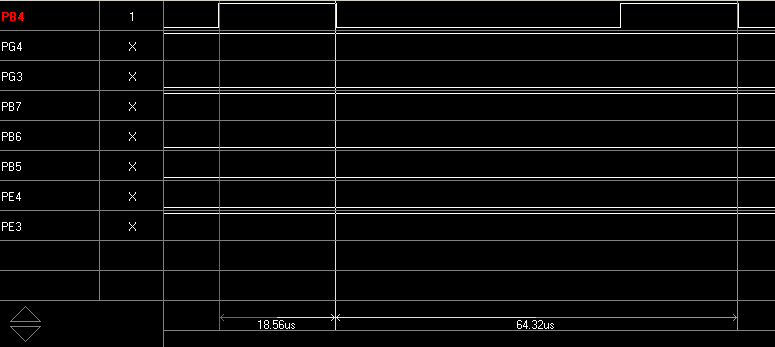 PB4 1
PG4 X
PG3 X
PB7 X
PB6 X
PB5 X
PE4 X
PE3 X
18.56us 64.32us